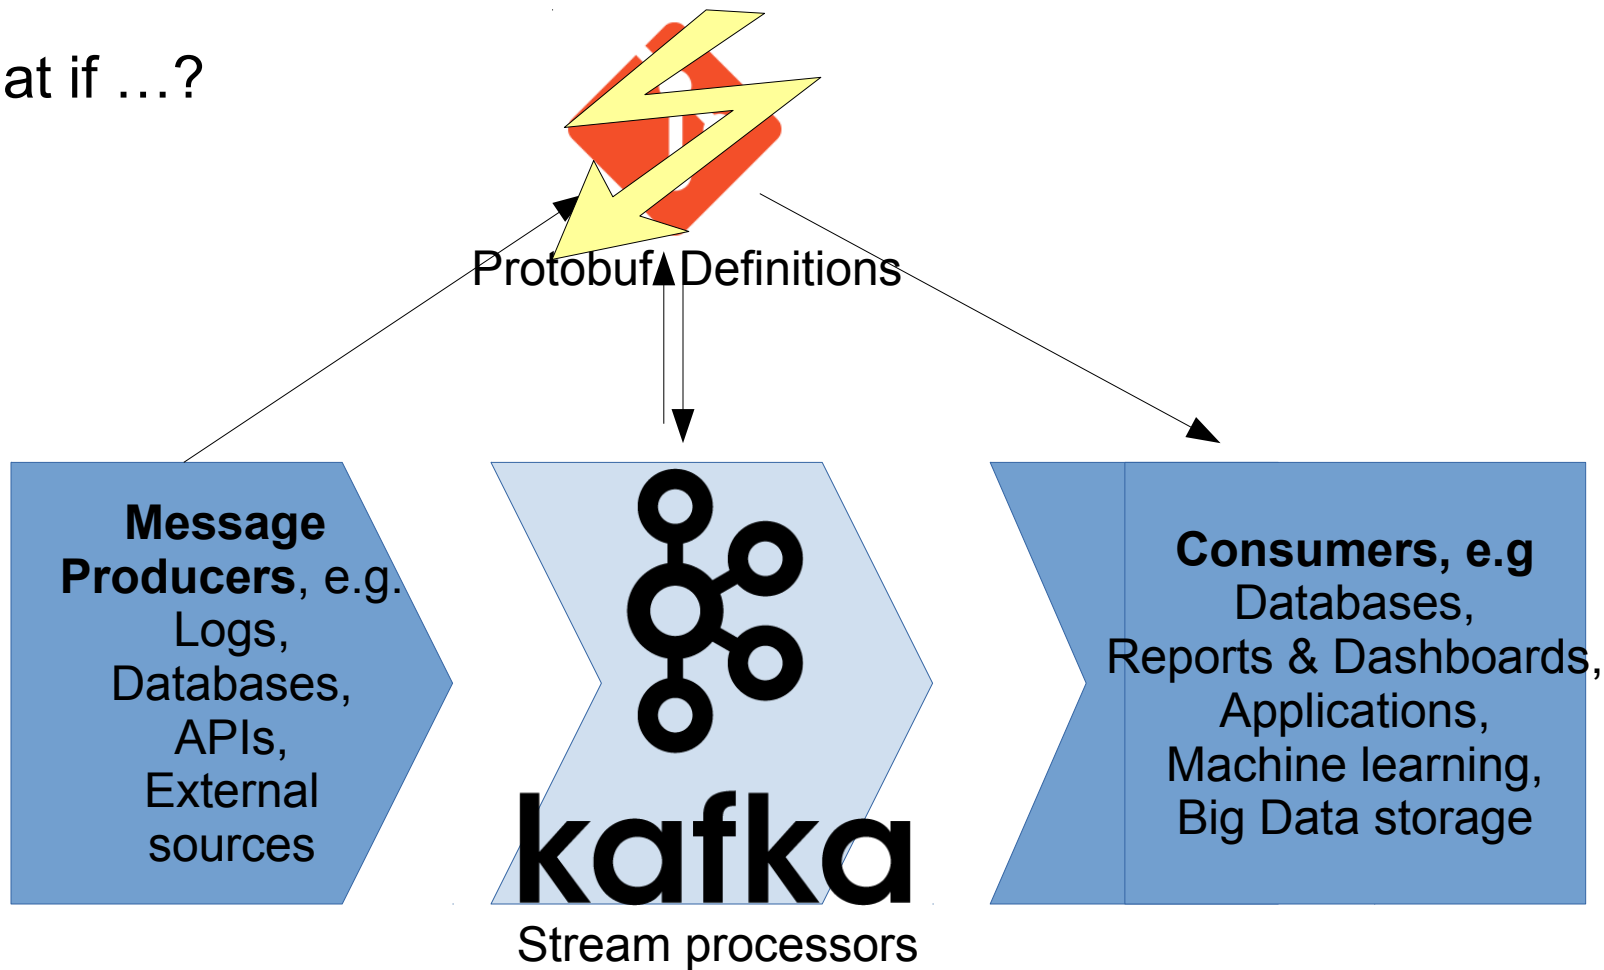 at if …?
Protobuf Definitions
Message
Producers, e.g.
Logs,
Databases,
APIs,
External
sources
kafka
Stream processors
Consumers, e.g
Databases,
Reports & Dashboards,
Applications,
Machine learning,
Big Data storage